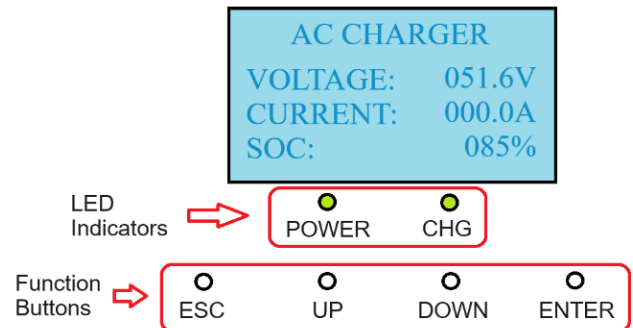 AC CHARGER
VOLTAGE: 051.6V
CURRENT: 000.0A
SOC: 085%
LED
Indicators
POWER CHG
Function
Buttons
ESC UP DOWN ENTER